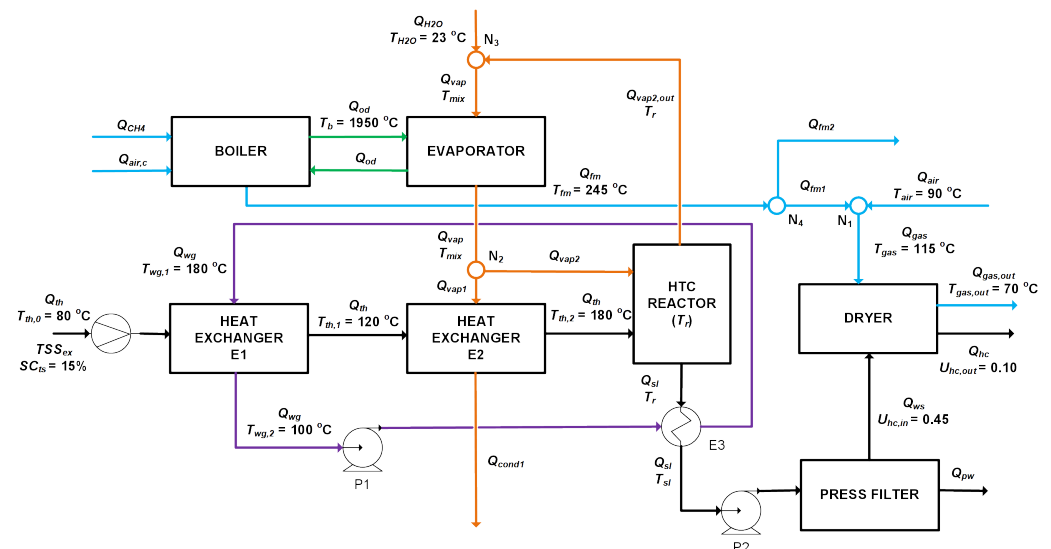 QH2O
TH2O = 23 °C
N3
Qvap
Tmix
Qvap2,out
Tr
QCH4
Qair,c
BOILER
Qod
Tb = 1950 °C
Qod
EVAPORATOR
Qfm2
Qfm
Tfm = 245 °C
Qfm1
N4
N1
Qair
Tair = 90 °C
Qgas
Tgas = 115 °C
Qwg
Twg,1 = 180 °C
Qvap
Tmix
N2
Qvap2
Qvap1
Qth
Tth,0 = 80 °C
TSSex
SCts = 15%
HEAT
EXCHANGER
E1
Qth
Tth,1 = 120 °C
HEAT
EXCHANGER
E2
Qth
Tth,2 = 180 °C
HTC
REACTOR
(Tr)
DRYER
Qgas,out
Tgas,out = 70 °C
Qhc
Uhc,out = 0.10
Qws
Uhc,in = 0.45
Qsl
Tr
E3
Qwg
Twg,2 = 100 °C
P1
Qcond1
Qsl
Tsl
P2
PRESS FILTER
Qpw